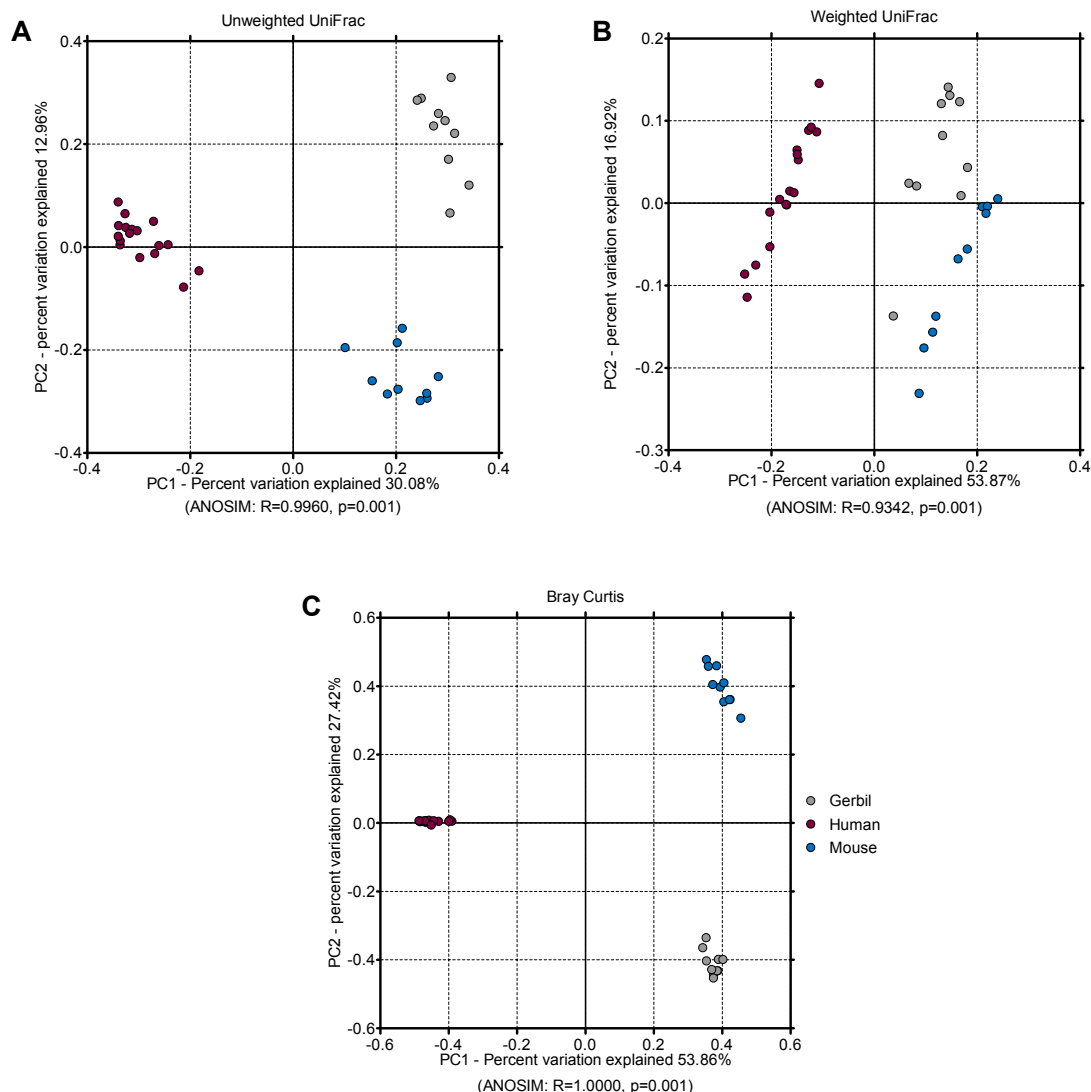 A
Unweighted UniFrac
PC2 - percent variation explained 12.96%
0.4
0.2
0.0
-0.2
-0.4
-0.4 -0.2 0.0 0.2 0.4
PC1 - Percent variation explained 30.08%
(ANOSIM: R=0.9960, p=0.001)
B
Weighted UniFrac
PC2 - percent variation explained 16.92%
0.2
0.1
0.0
-0.1
-0.2
-0.3
-0.4 -0.2 0.0 0.2 0.4
PC1 - Percent variation explained 53.87%
(ANOSIM: R=0.9342, p=0.001)
C
Bray Curtis
PC2 - percent variation explained 27.42%
0.6
0.4
0.2
0.0
-0.2
-0.4
-0.6
-0.6 -0.4 -0.2 0.0 0.2 0.4 0.6
PC1 - Percent variation explained 53.86%
(ANOSIM: R=1.0000, p=0.001)
Gerbil
Human
Mouse